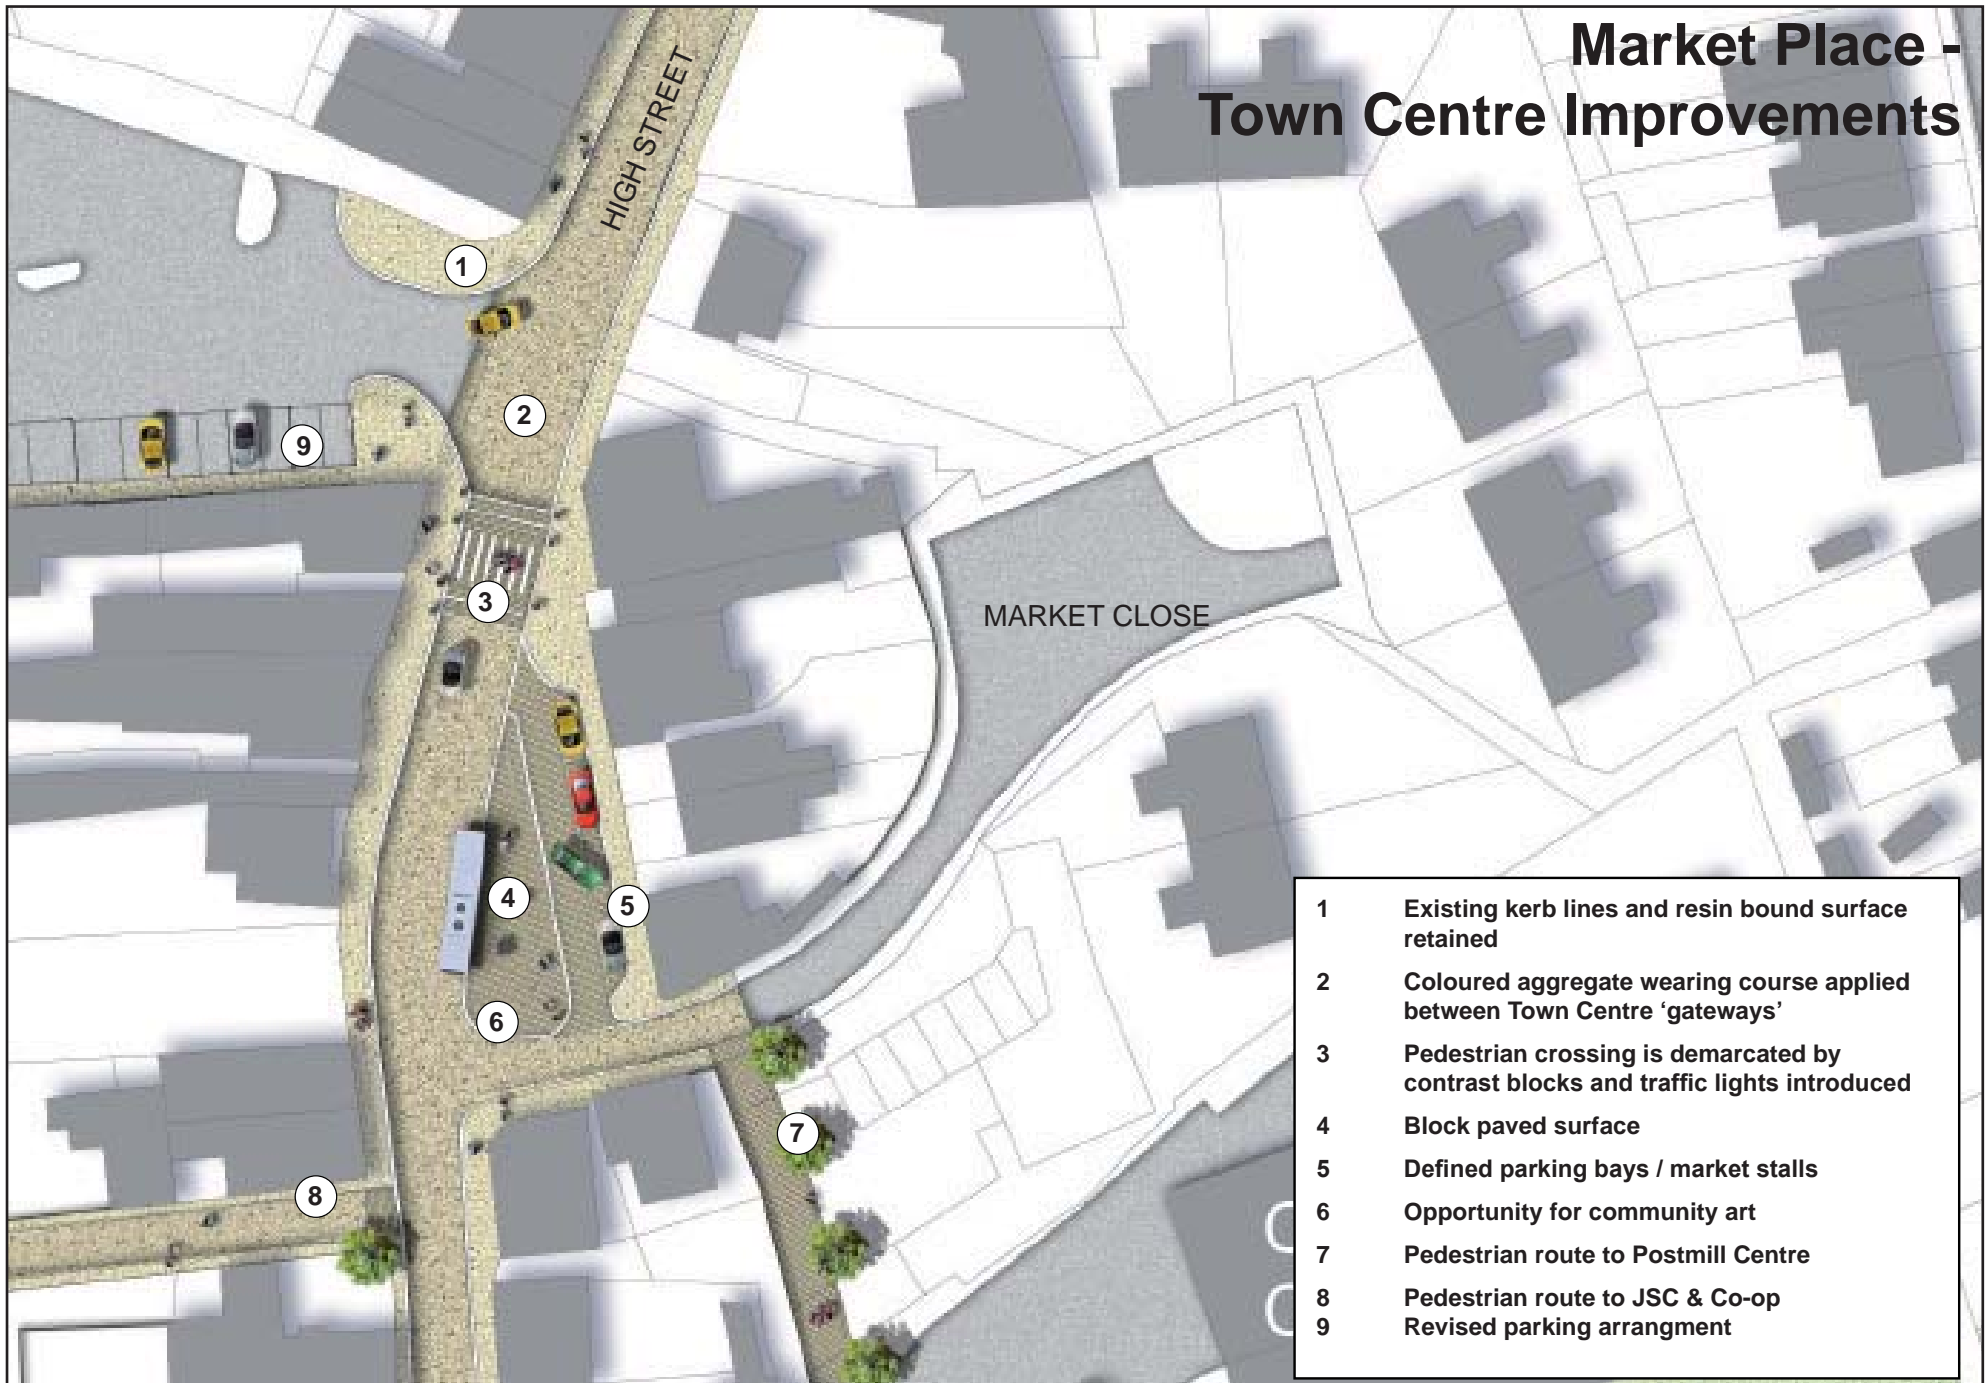 Market Place -
Town Centre Improvements
HIGH STREET
1
2
9
3
MARKET CLOSE
4
5
6
7
8
1 Existing kerb lines and resin bound surface
retained
2 Coloured aggregate wearing course applied
between Town Centre ‘gateways’
3 Pedestrian crossing is demarcated by
contrast blocks and traffic lights introduced
4 Block paved surface
5 Defined parking bays / market stalls
6 Opportunity for community art
7 Pedestrian route to Postmill Centre
8 Pedestrian route to JSC & Co-op
9 Revised parking arrangment